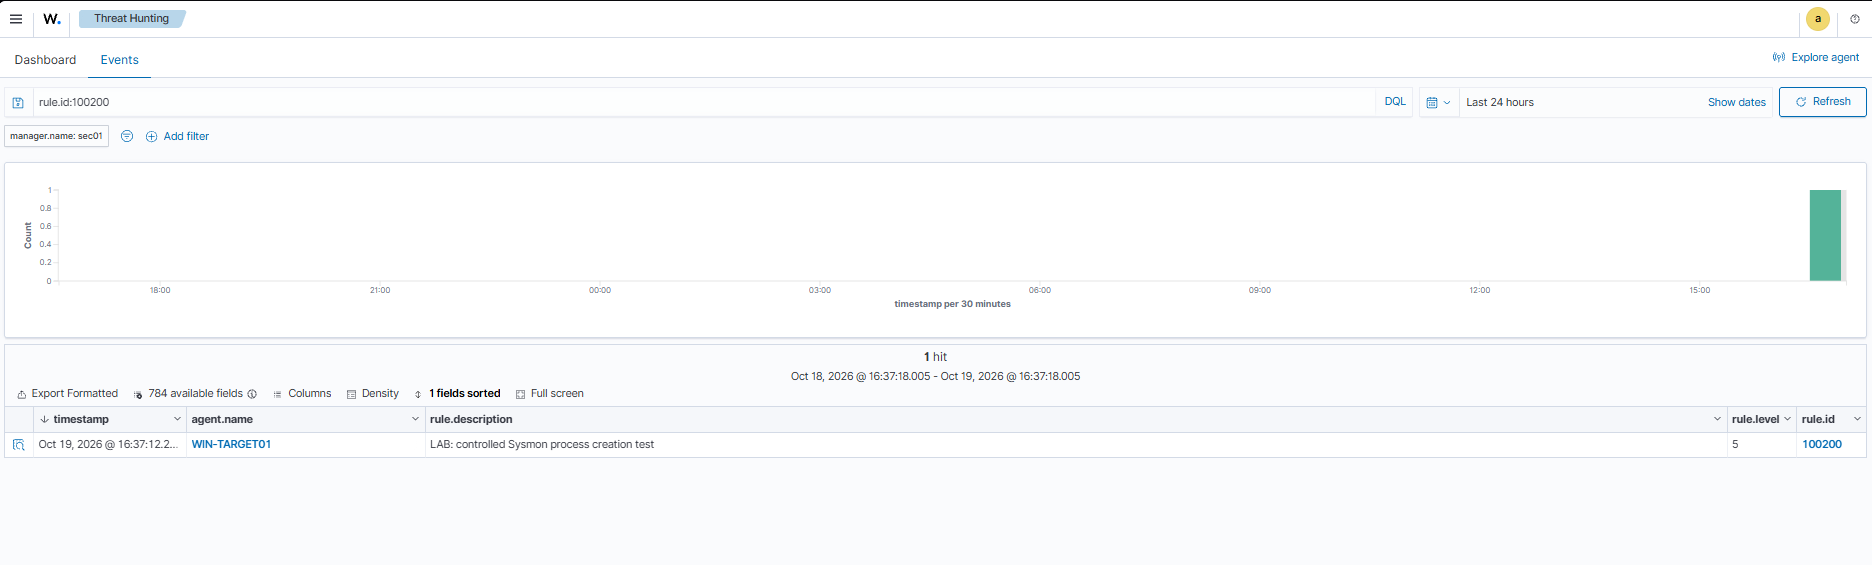 W. Threat Hunting a
Dashboard Events Explore agent
rule.id:100200 DQL Last 24 hours Show dates Refresh
manager.name: sec01 Add filter
Count
1
0.8
0.6
0.4
0.2
0
18:00 21:00 00:00 03:00 06:00 09:00 12:00 15:00
timestamp per 30 minutes
1 hit
Oct 18, 2026 @ 16:37:18.005 - Oct 19, 2026 @ 16:37:18.005
Export Formatted 784 available fields Columns Density 1 fields sorted Full screen
timestamp agent.name rule.description rule.level rule.id
Oct 19, 2026 @ 16:37:12.2... WIN-TARGET01 LAB: controlled Sysmon process creation test 5 100200